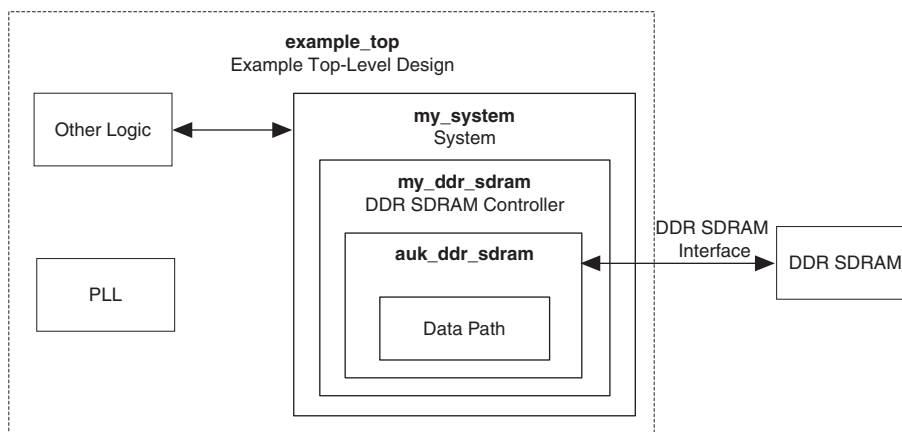 example_top
Example Top-Level Design
Other Logic
my_system
System
my_ddr_sdram
DDR SDRAM Controller
DDR SDRAM
Interface
auk_ddr_sdram
DDR SDRAM
PLL
Data Path